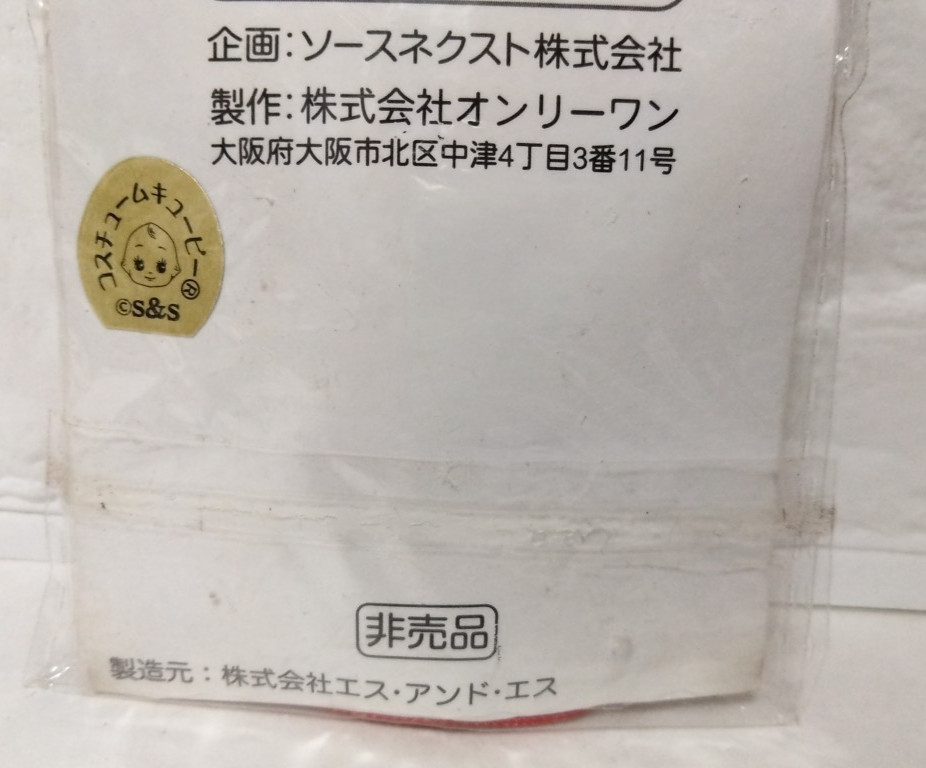 企画:ソースネクスト株式会社
製作:株式会社オンリーワン
大阪府大阪市北区中津4丁目3番11号
コスチュームキューピー®
©S&S
非売品
製造元:株式会社エス・アンド・エス